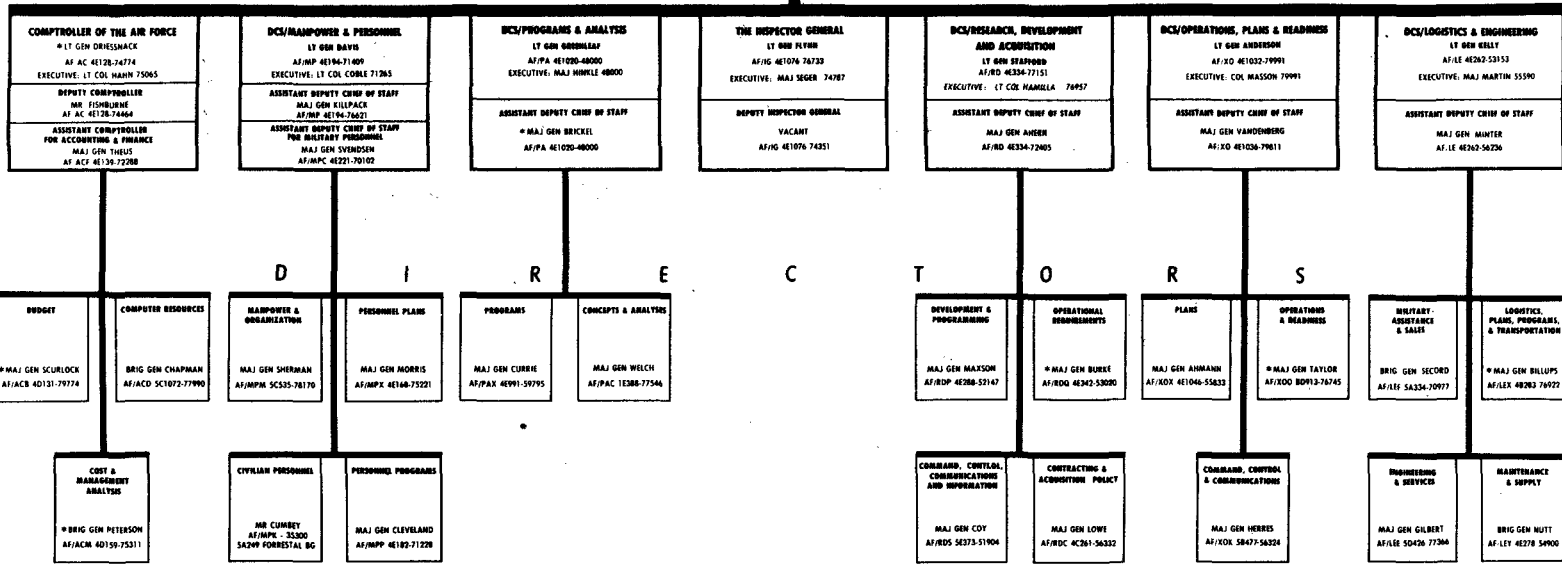 COMPTROLLER OF THE AIR FORCE
* LT GEN DRIESSNACK
AF AC 4E128-74774
EXECUTIVE: LT COL HAHN 75065
DEPUTY COMPTROLLER
MR FISHBURNE
AF AC 4E128-74464
ASSISTANT COMPTROLLER
FOR ACCOUNTING & FINANCE
MAJ GEN THEUS
AF ACF 4E139-72288
DCS/MANPOWER & PERSONNEL
LT GEN DAVIS
AF/MP 4E194-71409
EXECUTIVE: LT COL COBLE 71265
ASSISTANT DEPUTY CHIEF OF STAFF
MAJ GEN KILLPACK
AF/MP 4E194-76621
ASSISTANT DEPUTY CHIEF OF STAFF
FOR MILITARY PERSONNEL
MAJ GEN SVENDSEN
AF/MPC 4E221-70102
DCS/PROGRAMS & ANALYSIS
LT GEN GREENLEAF
AF/PA 4E1020-48000
EXECUTIVE: MAJ HINKLE 48000
ASSISTANT DEPUTY CHIEF OF STAFF
* MAJ GEN BRICKEL
AF/PA 4E1020-48000
THE INSPECTOR GENERAL
LT GEN FLYNN
AF/IG 4E1076 76733
EXECUTIVE: MAJ SEGER 74787
DEPUTY INSPECTOR GENERAL
VACANT
AF/IG 4E1076 74351
DCS/RESEARCH, DEVELOPMENT
AND ACQUISITION
LT GEN STAFFORD
AF/RD 4E334-77151
EXECUTIVE: LT COL HAMILLA 76957
ASSISTANT DEPUTY CHIEF OF STAFF
MAJ GEN AHERN
AF/RD 4E334-72405
DCS/OPERATIONS, PLANS & READINESS
LT GEN ANDERSON
AF/XO 4E1032-79991
EXECUTIVE: COL MASSON 79991
ASSISTANT DEPUTY CHIEF OF STAFF
MAJ GEN VANDENBERG
AF:XO 4E1036-79811
DCS/LOGISTICS & ENGINEERING
LT GEN KELLY
AF/LE 4E262-53153
EXECUTIVE: MAJ MARTIN 55590
ASSISTANT DEPUTY CHIEF OF STAFF
MAJ GEN MINTER
AF.LE 4E262-56236
D I R E C T O R S
BUDGET
* MAJ GEN SCURLOCK
AF/ACB 4D131-79774
COMPUTER RESOURCES
BRIG GEN CHAPMAN
AF/ACD 5C1072-77990
MANPOWER &
ORGANIZATION
MAJ GEN SHERMAN
AF/MPM 5C535-78170
PERSONNEL PLANS
MAJ GEN MORRIS
AF/MPX 4E168-75221
PROGRAMS
MAJ GEN CURRIE
AF/PAX 4E991-59795
CONCEPTS & ANALYSIS
MAJ GEN WELCH
AF/PAC 1E388-77546
DEVELOPMENT &
PROGRAMMING
MAJ GEN MAXSON
AF/RDP 4E288-52147
OPERATIONAL
REQUIREMENTS
* MAJ GEN BURKE
AF/RDQ 4E342-53020
PLANS
MAJ GEN AHMANN
AF/XOX 4E1046-55833
OPERATIONS
& READINESS
* MAJ GEN TAYLOR
AF/XOO BD913-76745
MILITARY-
ASSISTANCE
& SALES
BRIG GEN SECORD
AF/LEF 5A334-70977
LOGISTICS,
PLANS, PROGRAMS,
& TRANSPORTATION
* MAJ GEN BILLUPS
AF/LEX 4B283 76922
COST &
MANAGEMENT
ANALYSIS
* BRIG GEN PETERSON
AF/ACM 4D159-75311
CIVILIAN PERSONNEL
MR CUMBEY
AF/MPK - 35300
5A249 FORRESTAL BG
PERSONNEL PROGRAMS
MAJ GEN CLEVELAND
AF/MPP 4E182-71228
COMMAND, CONTROL,
COMMUNICATIONS
AND INFORMATION
MAJ GEN COY
AF/RDS 5E373-51904
CONTRACTING &
ACQUISITION POLICY
MAJ GEN LOWE
AF/RDC 4C261-56332
COMMAND, CONTROL
& COMMUNICATIONS
MAJ GEN HERRES
AF/XOK 5B477-56324
ENGINEERING
& SERVICES
MAJ GEN GILBERT
AF/LEE 5D426 77366
MAINTENANCE
& SUPPLY
BRIG GEN NUTT
AF-LEY 4E278 54900